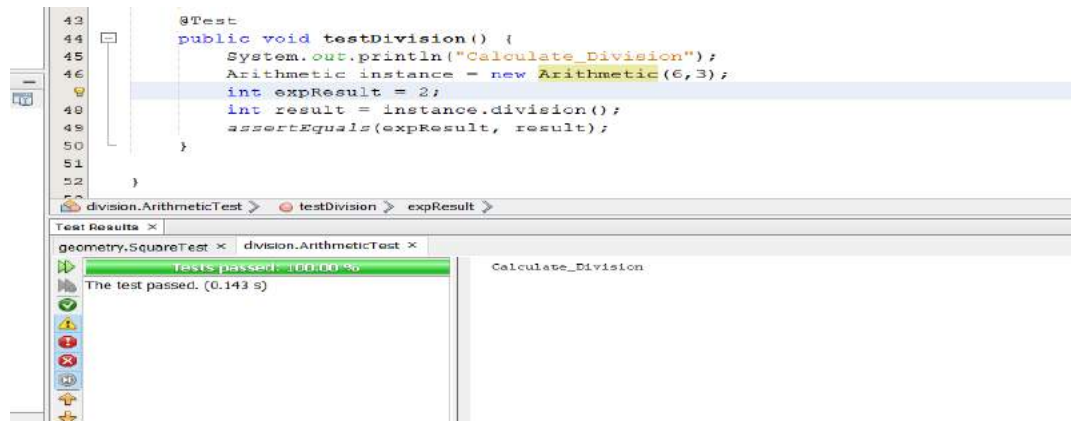 43 @Test
44 public void testDivision() {
45 System.out.println("Calculate_Division");
46 Arithmetic instance = new Arithmetic(6,3);
int expResult = 2;
48 int result = instance.division();
49 assertEquals(expResult, result);
50 }
51
52 }
division.ArithmeticTest testDivision expResult
Test Results ×
geometry.SquareTest × division.ArithmeticTest ×
Tests passed: 100.00 % Calculate_Division
The test passed. (0.143 s)